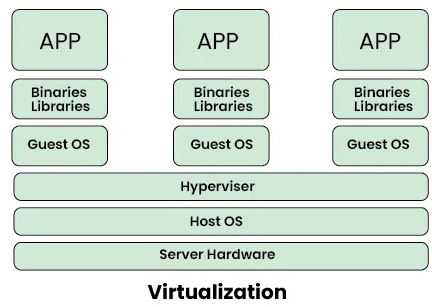 APP APP APP
Binaries Binaries Binaries
Libraries Libraries Libraries
Guest OS Guest OS Guest OS
Hyperviser
Host OS
Server Hardware
Virtualization